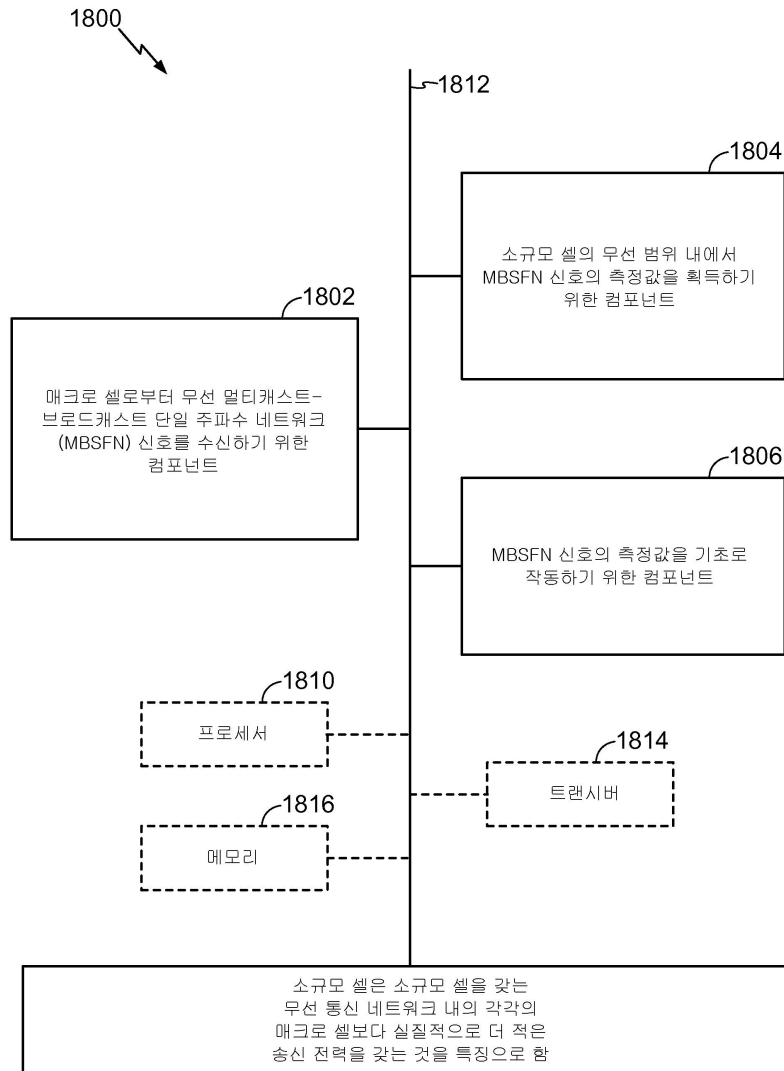 1800
1812
1804
소규모 셀의 무선 범위 내에서
MBSFN 신호의 측정값을 획득하기
위한 컴포넌트
1802
매크로 셀로부터 무선 멀티캐스트-
브로드캐스트 단일 주파수 네트워크
(MBSFN) 신호를 수신하기 위한
컴포넌트
1806
MBSFN 신호의 측정값을 기초로
작동하기 위한 컴포넌트
1810
프로세서
1814
트랜시버
1816
메모리
소규모 셀은 소규모 셀을 갖는
무선 통신 네트워크 내의 각각의
매크로 셀보다 실질적으로 더 적은
송신 전력을 갖는 것을 특징으로 함